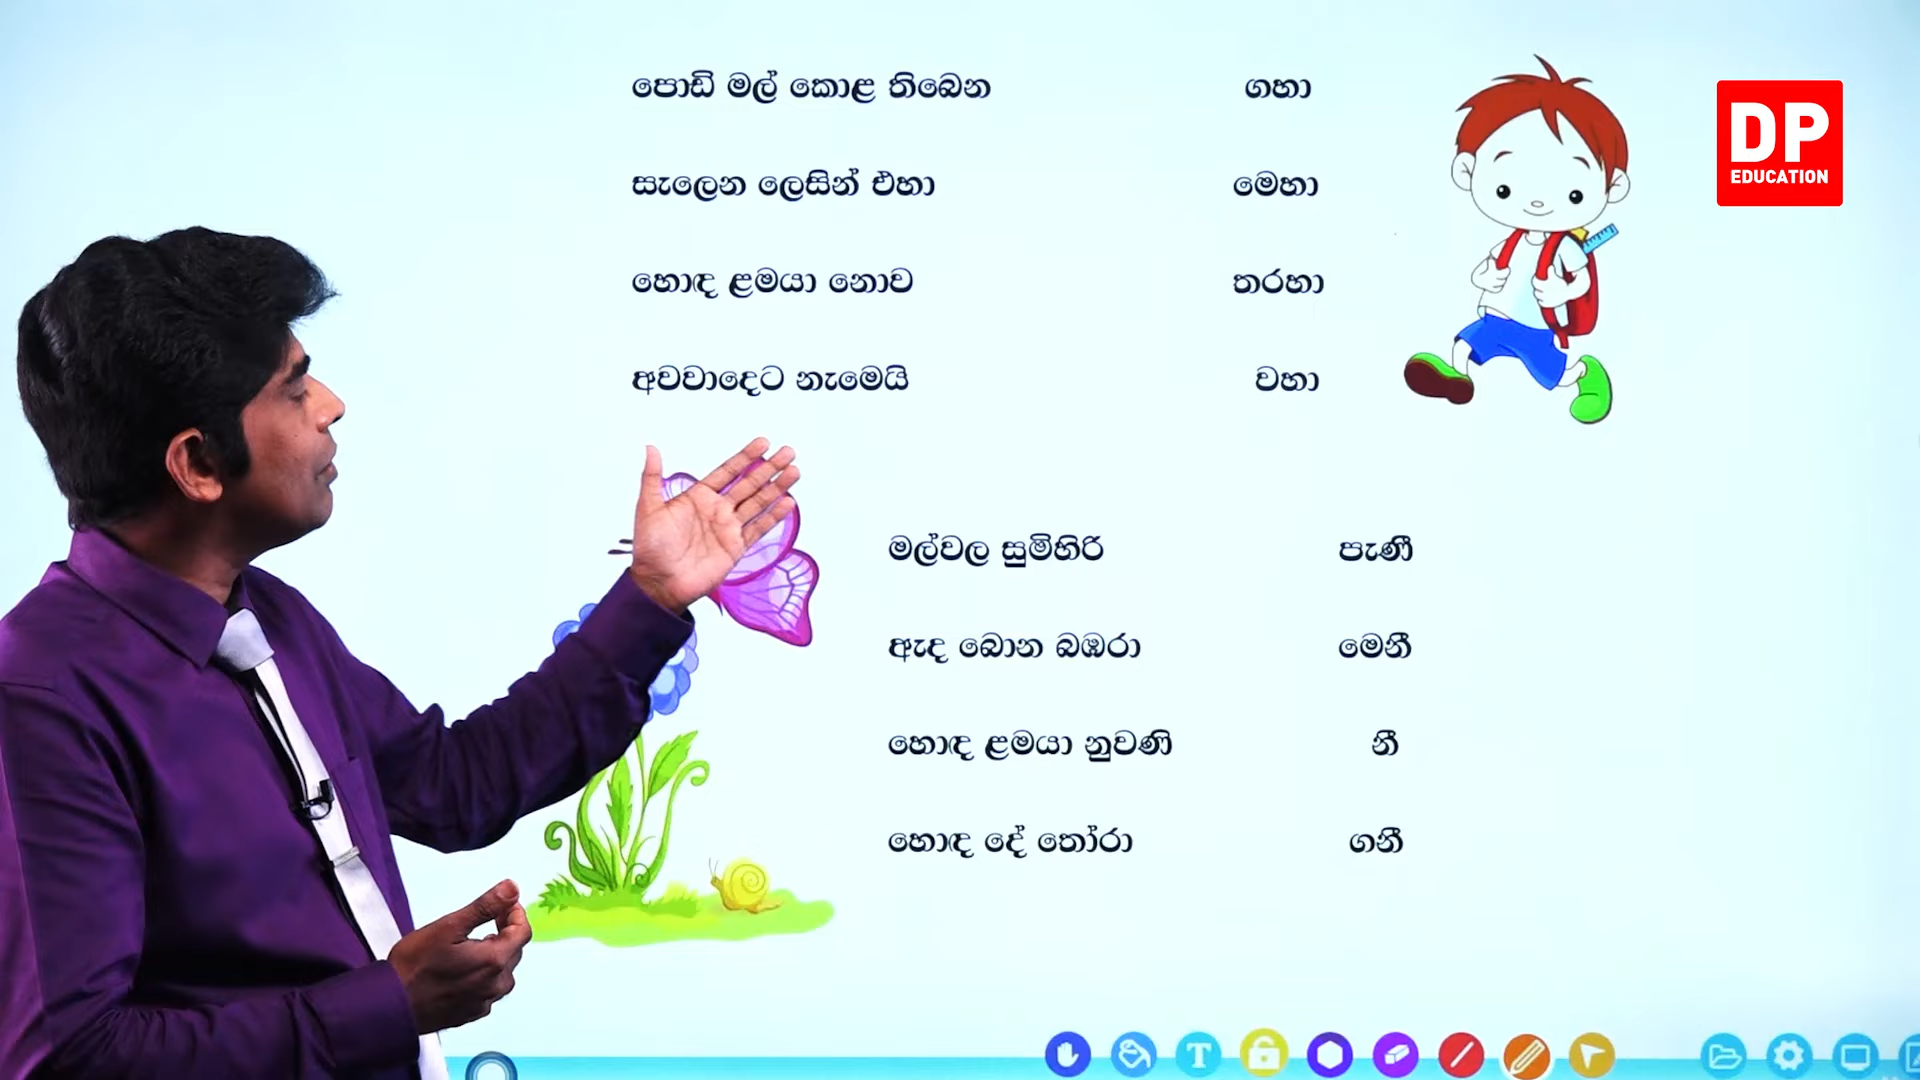 පොඩි මල් කොළ තිබෙන ගහා
සැලෙන ලෙසින් එහා මෙහා
හොඳ ළමයා නොව තරහා
අවවාදෙට නැමෙයි වහා
මල්වල සුමිහිරි පැණී
ඇද බොන බඹරා මෙනී
හොඳ ළමයා නුවණි නී
හොඳ දේ තෝරා ගනී
DP
EDUCATION